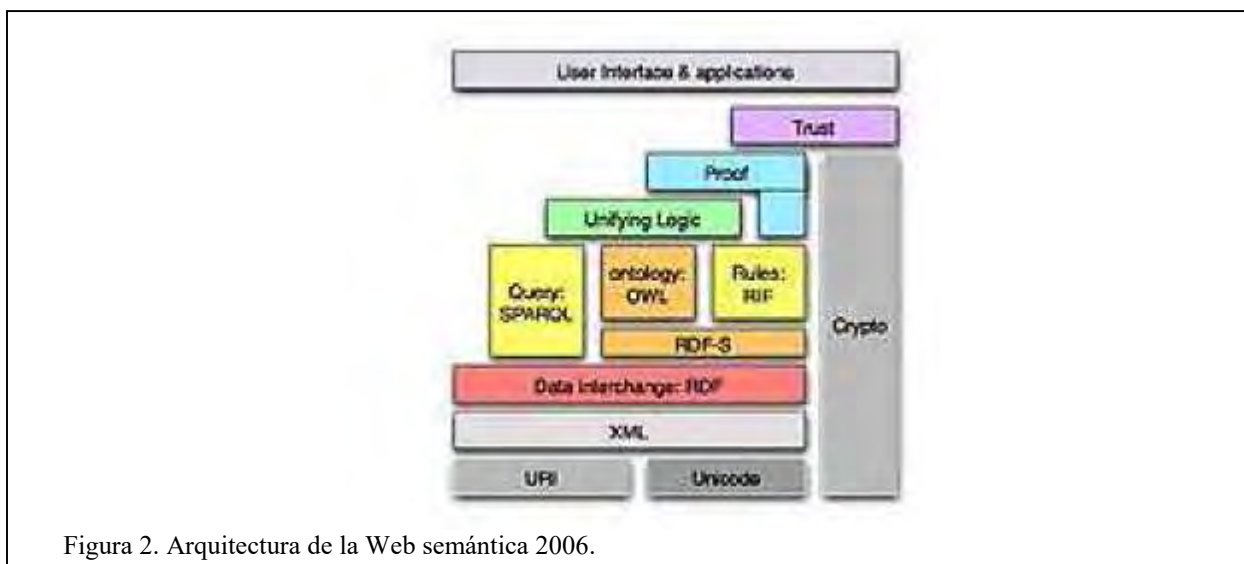 User Interface & applications
Trust
Proof
Unifying Logic
Query:
SPARQL
ontology:
OWL
Rules:
RIF
Crypto
RDF-S
Data Interchange: RDF
XML
URI
Unicode
Figura 2. Arquitectura de la Web semántica 2006.